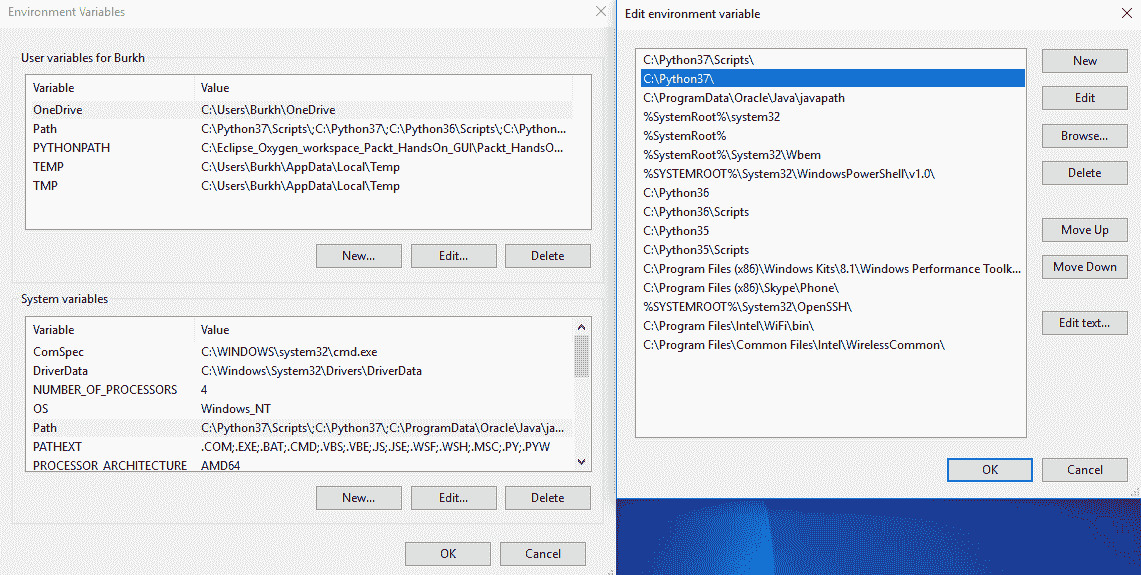 Environment Variables
User variables for Burkh
Variable Value
OneDrive C:\Users\Burkh\OneDrive
Path C:\Python37\Scripts\;C:\Python37\;C:\Python36\Scripts\;C:\Python...
PYTHONPATH C:\Eclipse_Oxygen_workspace_Packt_HandsOn_GUI\Packt_HandsO...
TEMP C:\Users\Burkh\AppData\Local\Temp
TMP C:\Users\Burkh\AppData\Local\Temp
New... Edit... Delete
System variables
Variable Value
ComSpec C:\WINDOWS\system32\cmd.exe
DriverData C:\Windows\System32\Drivers\DriverData
NUMBER_OF_PROCESSORS 4
OS Windows_NT
Path C:\Python37\Scripts\;C:\Python37\;C:\ProgramData\Oracle\Java\ja...
PATHEXT .COM;.EXE;.BAT;.CMD;.VBS;.VBE;.JS;.JSE;.WSF;.WSH;.MSC;.PY;.PYW
PROCESSOR_ARCHITECTURE AMD64
New... Edit... Delete
OK Cancel
Edit environment variable
C:\Python37\Scripts\
C:\Python37\
C:\ProgramData\Oracle\Java\javapath
%SystemRoot%\system32
%SystemRoot%
%SystemRoot%\System32\Wbem
%SYSTEMROOT%\System32\WindowsPowerShell\v1.0\
C:\Python36
C:\Python36\Scripts
C:\Python35
C:\Python35\Scripts
C:\Program Files (x86)\Windows Kits\8.1\Windows Performance Toolk...
C:\Program Files (x86)\Skype\Phone\
%SYSTEMROOT%\System32\OpenSSH\
C:\Program Files\Intel\WiFi\bin\
C:\Program Files\Common Files\Intel\WirelessCommon\
New
Edit
Browse...
Delete
Move Up
Move Down
Edit text...
OK Cancel